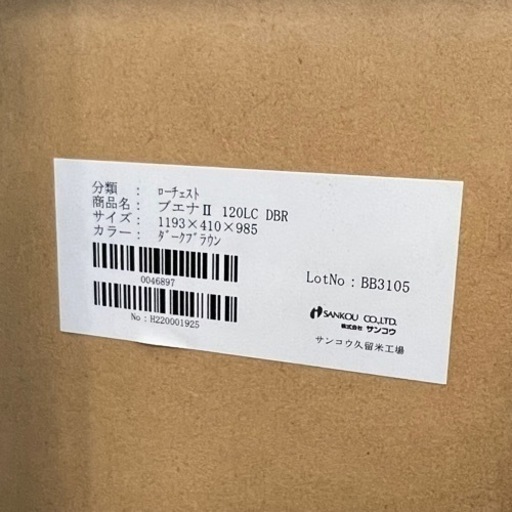 分類 : ﾛｰﾁｪｽﾄ
商品名: ブエナⅡ 120LC DBR
サイズ: 1193×410×985
カラー: ﾀﾞｰｸﾌﾞﾗｳﾝ
0046897
No:H220001925
LotNo:BB3105
SANKOU CO.,LTD.
株式会社 サンコウ
サンコウ久留米工場